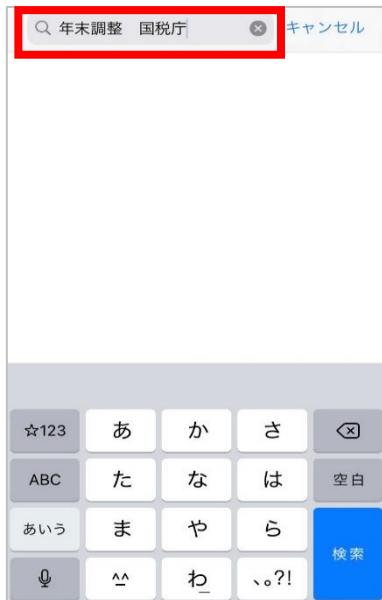 年末調整　国税庁 キャンセル
☆123 あ か さ
ABC た な は 空白
あいう ま や ら 検索
^^ わ_ 、。?!